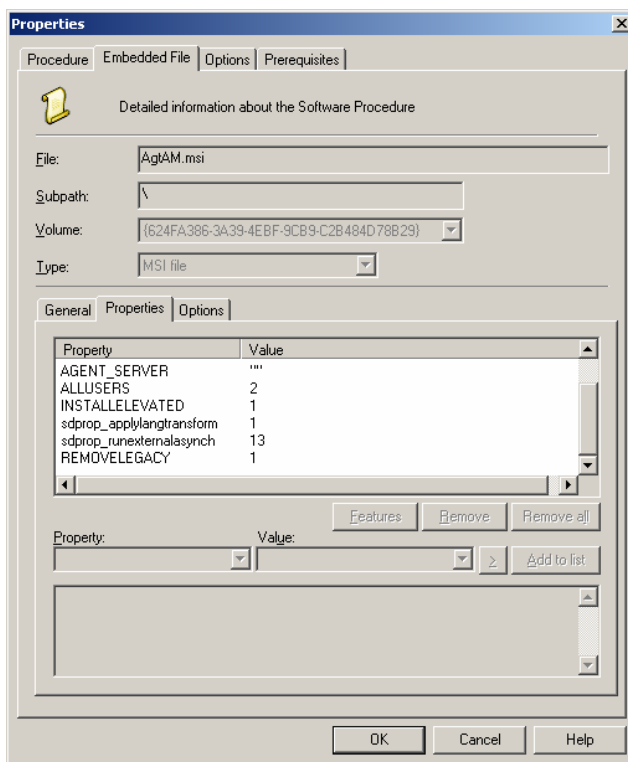 Properties
Procedure Embedded File Options Prerequisites
Detailed information about the Software Procedure
File: AgtAM.msi
Subpath: \
Volume: {624FA386-3A39-4EBF-9CB9-C2B484D78B29}
Type: MSI file
General Properties Options
Property Value
AGENT_SERVER """
ALLUSERS 2
INSTALLELEVATED 1
sdprop_applylangtransform 1
sdprop_runexternalasynch 13
REMOVELEGACY 1
Features Remove Remove all
Property: Value:
> Add to list
OK Cancel Help